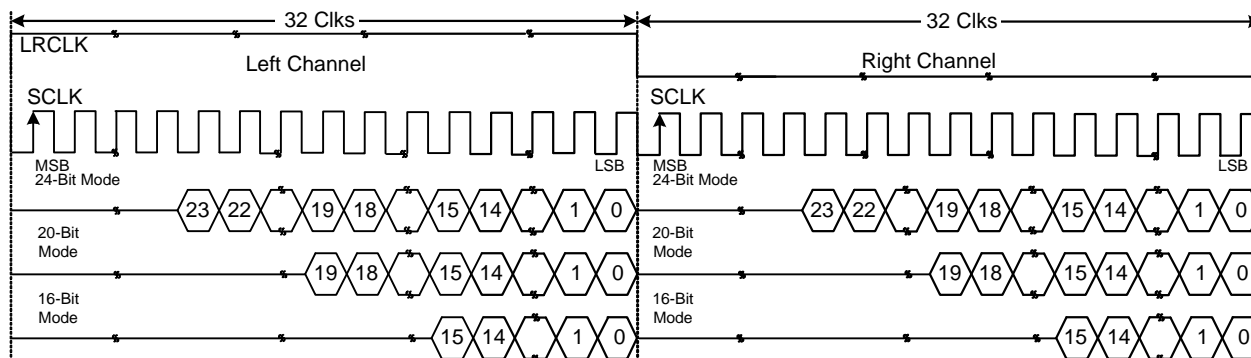 32 Clks 32 Clks
LRCLK
Left Channel Right Channel
SCLK SCLK
MSB LSB MSB LSB
24-Bit Mode 24-Bit Mode
23 22 19 18 15 14 1 0 23 22 19 18 15 14 1 0
20-Bit 20-Bit
Mode Mode
19 18 15 14 1 0 19 18 15 14 1 0
16-Bit 16-Bit
Mode Mode
15 14 1 0 15 14 1 0